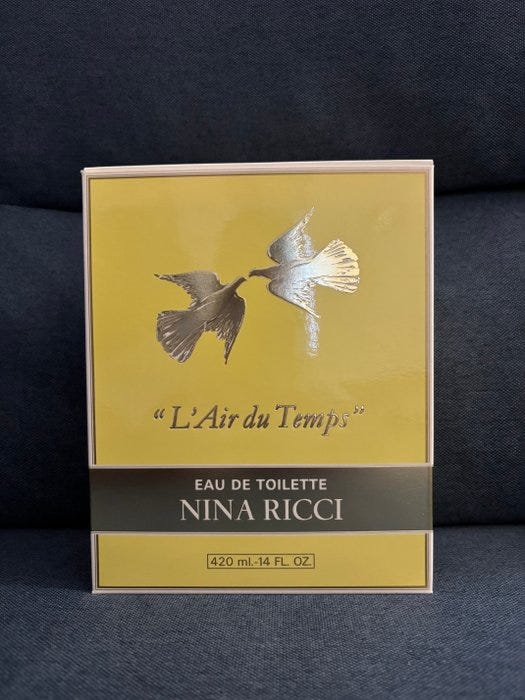 “L'Air du Temps”
EAU DE TOILETTE
NINA RICCI
420 ml.-14 FL. OZ.